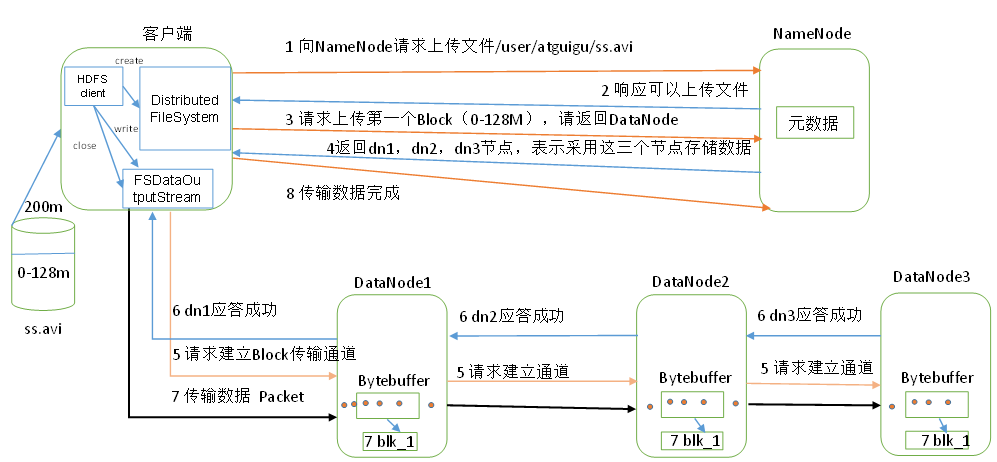 客户端
NameNode
1 向NameNode请求上传文件/user/atguigu/ss.avi
create
HDFS
client
Distributed
FileSystem
2 响应可以上传文件
元数据
3 请求上传第一个Block（0-128M），请返回DataNode
write
close
4返回dn1，dn2，dn3节点，表示采用这三个节点存储数据
FSDataOu
tputStream
8 传输数据完成
200m
0-128m
ss.avi
DataNode1
DataNode2
DataNode3
6 dn1应答成功
6 dn2应答成功
6 dn3应答成功
5 请求建立Block传输通道
5 请求建立通道
5 请求建立通道
Bytebuffer
Bytebuffer
Bytebuffer
7 传输数据 Packet
7 blk_1
7 blk_1
7 blk_1